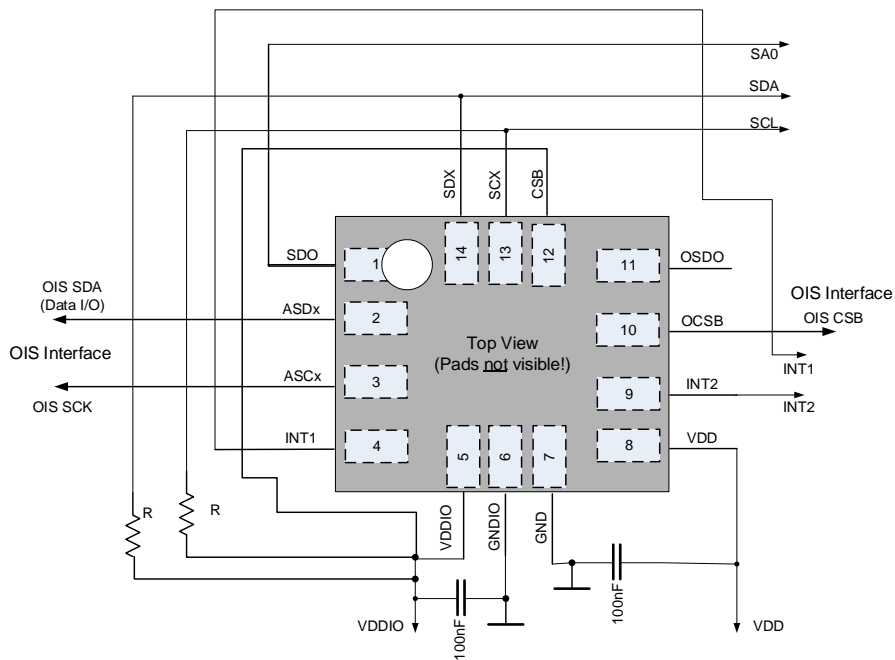 SA0
SDA
SCL
SDX
SCX
CSB
SDO
1
14
13
12
11
OSDO
OIS SDA
(Data I/O)
ASDx
2
Top View
(Pads not visible!)
10
OCSB
OIS Interface
OIS CSB
OIS Interface
ASCx
3
OIS SCK
9
INT2
INT1
INT2
INT1
4
5
6
7
8
VDD
R
R
VDDIO
GNDIO
GND
100nF
100nF
VDDIO
VDD